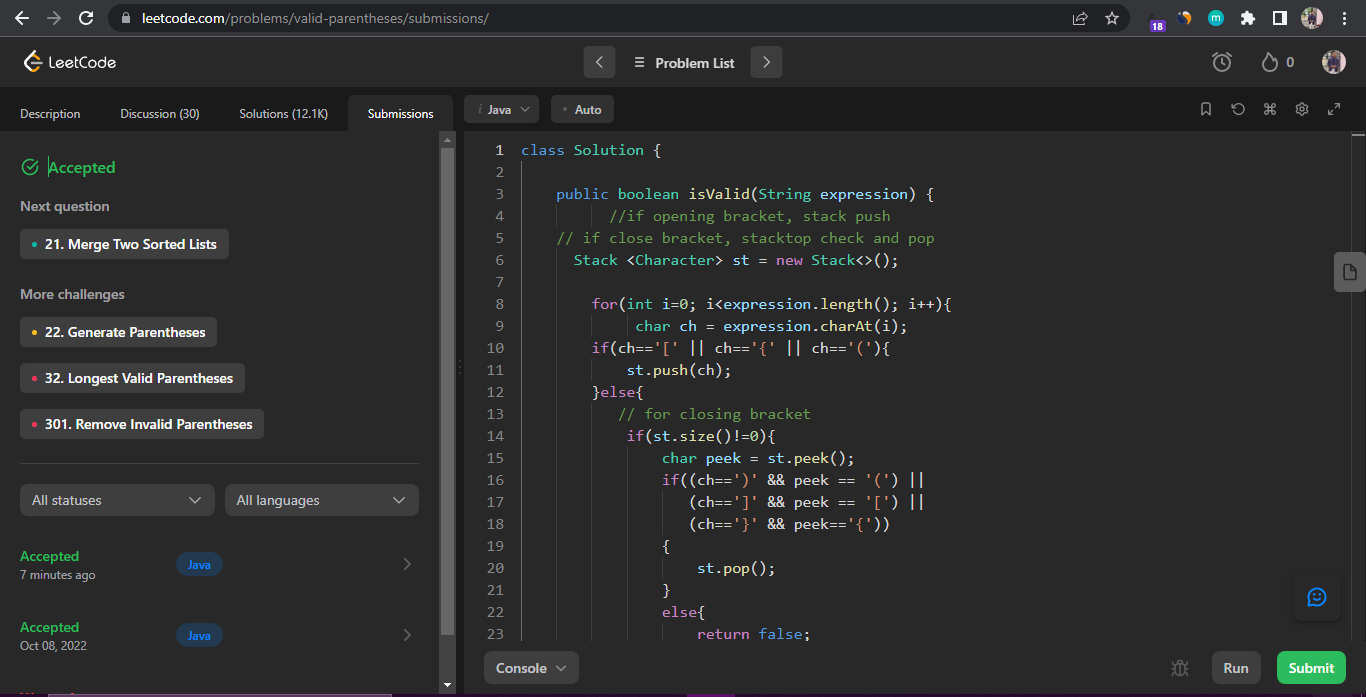 leetcode.com/problems/valid-parentheses/submissions/
18
m
LeetCode
Problem List
0
Description
Discussion (30)
Solutions (12.1K)
Submissions
i Java
Auto
Accepted
Next question
21. Merge Two Sorted Lists
More challenges
22. Generate Parentheses
32. Longest Valid Parentheses
301. Remove Invalid Parentheses
All statuses
All languages
Accepted
7 minutes ago
Java
Accepted
Oct 08, 2022
Java
1 class Solution {
2
3 public boolean isValid(String expression) {
4 //if opening bracket, stack push
5 // if close bracket, stacktop check and pop
6 Stack <Character> st = new Stack<>();
7
8 for(int i=0; i<expression.length(); i++){
9 char ch = expression.charAt(i);
10 if(ch=='[' || ch=='{' || ch=='('){
11 st.push(ch);
12 }else{
13 // for closing bracket
14 if(st.size()!=0){
15 char peek = st.peek();
16 if((ch==')' && peek == '(') ||
17 (ch==']' && peek == '[') ||
18 (ch=='}' && peek=='{'))
19 {
20 st.pop();
21 }
22 else{
23 return false;
Console
Run
Submit